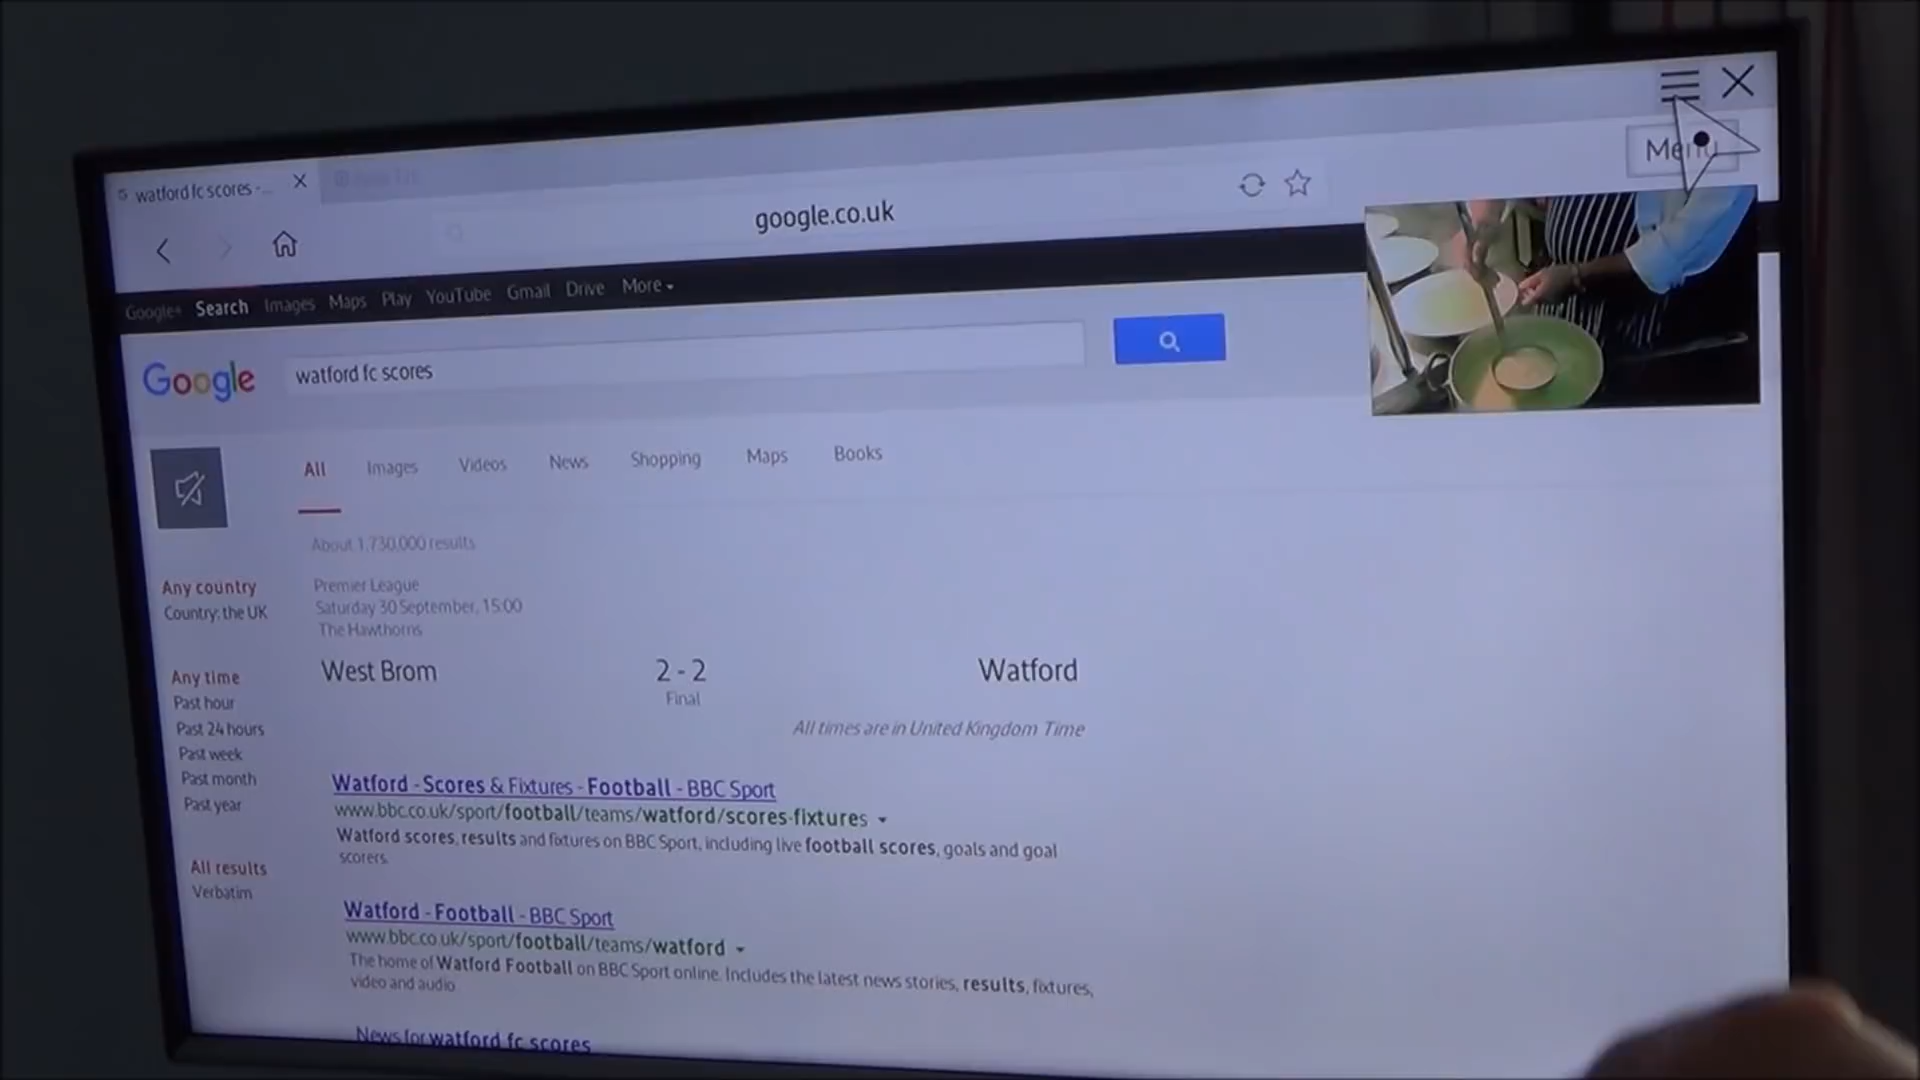 watford fc scores -...
Menu
google.co.uk
Google+ Search Images Maps Play YouTube Gmail Drive More
Google
watford fc scores
All Images Videos News Shopping Maps Books
About 1,730,000 results
Any country
Country: the UK
Any time
Past hour
Past 24 hours
Past week
Past month
Past year
All results
Verbatim
Premier League
Saturday 30 September, 15:00
The Hawthorns
West Brom 2 - 2 Watford
Final
All times are in United Kingdom Time
Watford - Scores & Fixtures - Football - BBC Sport
www.bbc.co.uk/sport/football/teams/watford/scores-fixtures
Watford scores, results and fixtures on BBC Sport, including live football scores, goals and goal
scorers.
Watford - Football - BBC Sport
www.bbc.co.uk/sport/football/teams/watford
The home of Watford Football on BBC Sport online. Includes the latest news stories, results, fixtures,
video and audio
News for watford fc scores